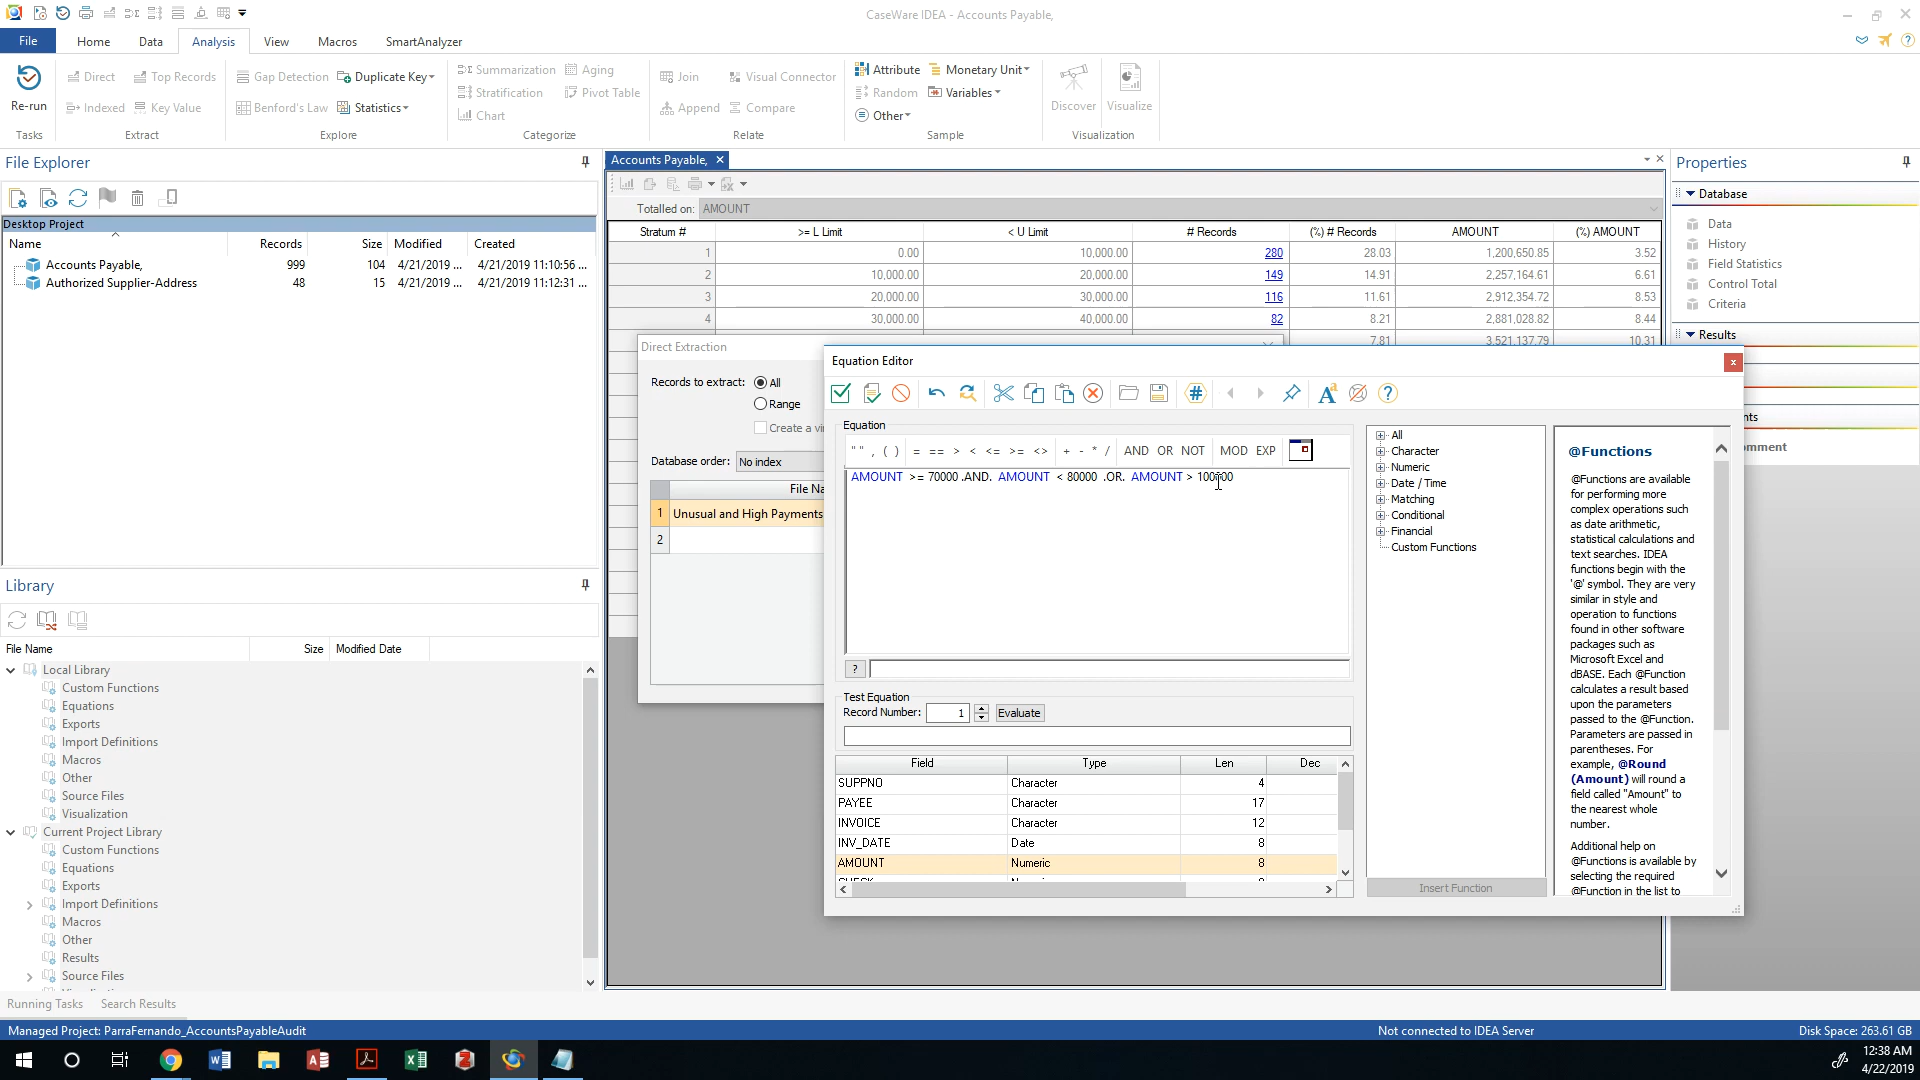 CaseWare IDEA - Accounts Payable,
File Home Data Analysis View Macros SmartAnalyzer
Re-run
Tasks
Direct Top Records
Indexed Key Value
Extract
Gap Detection Duplicate Key
Benford's Law Statistics
Explore
Summarization Aging
Stratification Pivot Table
Chart
Categorize
Join Visual Connector
Append Compare
Relate
Attribute Monetary Unit
Random Variables
Other
Sample
Discover Visualize
Visualization
File Explorer
Desktop Project
Name Records Size Modified Created
Accounts Payable, 999 104 4/21/2019 ... 4/21/2019 11:10:56 ...
Authorized Supplier-Address 48 15 4/21/2019 ... 4/21/2019 11:12:31 ...
Library
File Name Size Modified Date
Local Library
Custom Functions
Equations
Exports
Import Definitions
Macros
Other
Source Files
Visualization
Current Project Library
Custom Functions
Equations
Exports
Import Definitions
Macros
Other
Results
Source Files
Running Tasks Search Results
Accounts Payable,
Totalled on: AMOUNT
Stratum # >= L Limit < U Limit # Records (%) # Records AMOUNT (%) AMOUNT
1 0.00 10,000.00 280 28.03 1,200,650.85 3.52
2 10,000.00 20,000.00 149 14.91 2,257,164.61 6.61
3 20,000.00 30,000.00 116 11.61 2,912,354.72 8.53
4 30,000.00 40,000.00 82 8.21 2,881,028.82 8.44
7.81 3,521,137.79 10.31
Direct Extraction
Records to extract: All
Range
Create a vi
Database order: No index
File Na
1 Unusual and High Payments
2
Equation Editor
Equation
" " , ( ) = == > < <= >= <> + - * / AND OR NOT MOD EXP
AMOUNT >= 70000 .AND. AMOUNT < 80000 .OR. AMOUNT > 100000
?
Test Equation
Record Number: 1 Evaluate
Field Type Len Dec
SUPPNO Character 4
PAYEE Character 17
INVOICE Character 12
INV_DATE Date 8
AMOUNT Numeric 8
All
Character
Numeric
Date / Time
Matching
Conditional
Financial
Custom Functions
Insert Function
@Functions
@Functions are available
for performing more
complex operations such
as date arithmetic,
statistical calculations and
text searches. IDEA
functions begin with the
'@' symbol. They are very
similar in style and
operation to functions
found in other software
packages such as
Microsoft Excel and
dBASE. Each @Function
calculates a result based
upon the parameters
passed to the @Function.
Parameters are passed in
parentheses. For
example, @Round
(Amount) will round a
field called "Amount" to
the nearest whole
number.
Additional help on
@Functions is available by
selecting the required
@Function in the list to
Properties
Database
Data
History
Field Statistics
Control Total
Criteria
Results
nts
mment
Managed Project: ParraFernando_AccountsPayableAudit Not connected to IDEA Server Disk Space: 263.61 GB
12:38 AM
4/22/2019